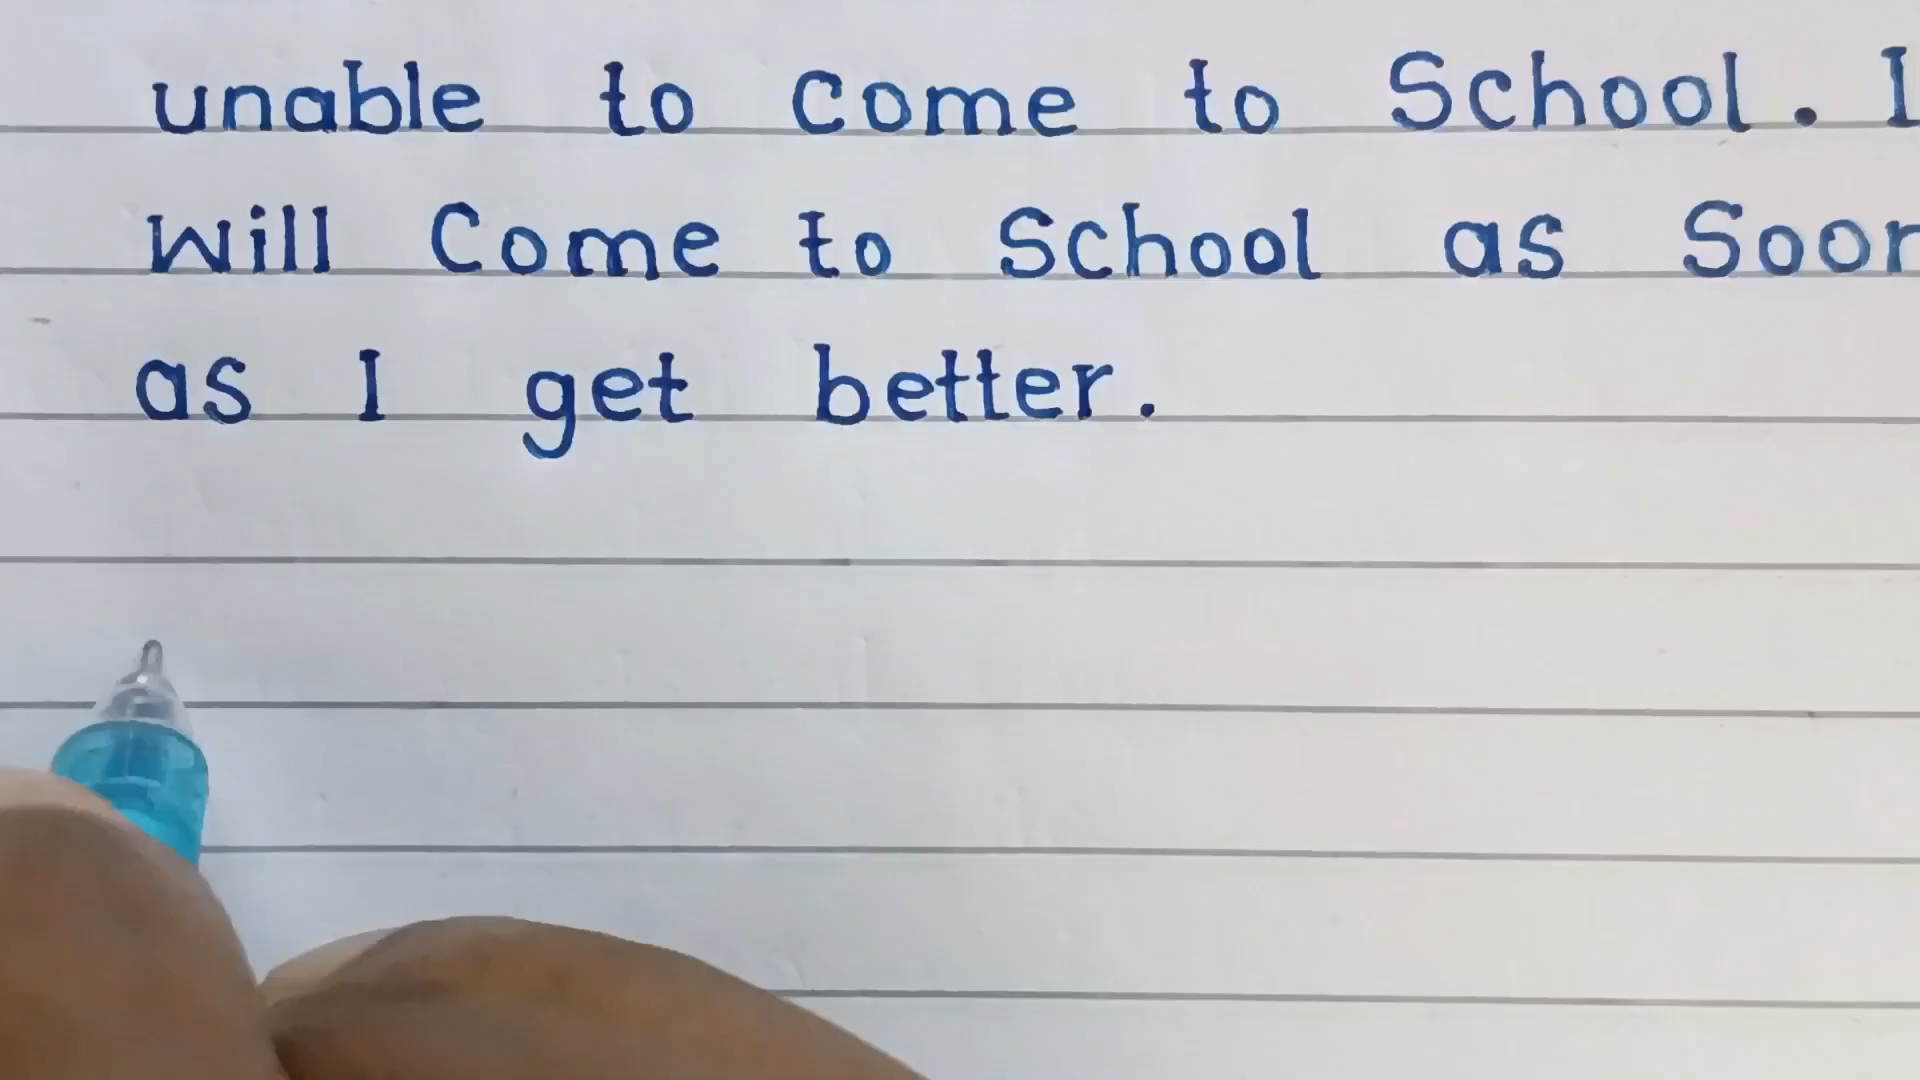 unable to come to School. I
Will Come to School as Soon
as I get better.